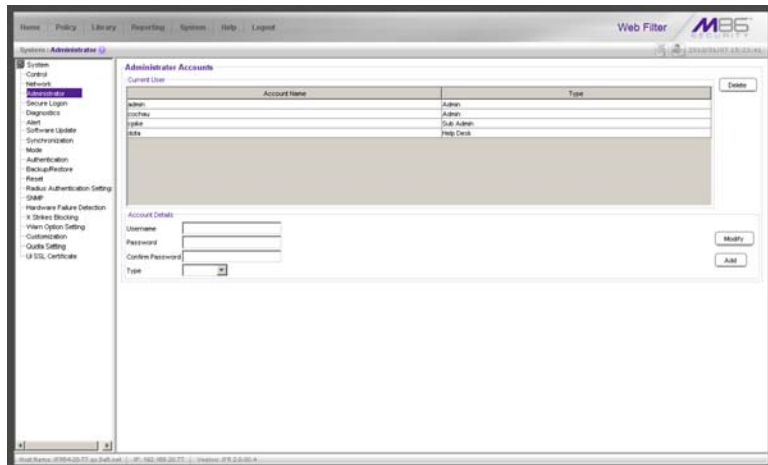 Home Policy Library Reporting System Help Logout
Web Filter
M86
SECURITY
System : Administrator
System
Control
Network
Administrator
Secure Logon
Diagnostics
Alert
Software Update
Synchronization
Mode
Authentication
Backup/Restore
Reset
Radius Authentication Setting
SNMP
Hardware Failure Detection
X Strikes Blocking
Warn Option Setting
Customization
Quota Setting
UI SSL Certificate
Administrator Accounts
Current User
Account Name Type
admin Admin
cochau Admin
Sub Admin
Help Desk
Delete
Account Details
Username
Password
Confirm Password
Type
Modify
Add